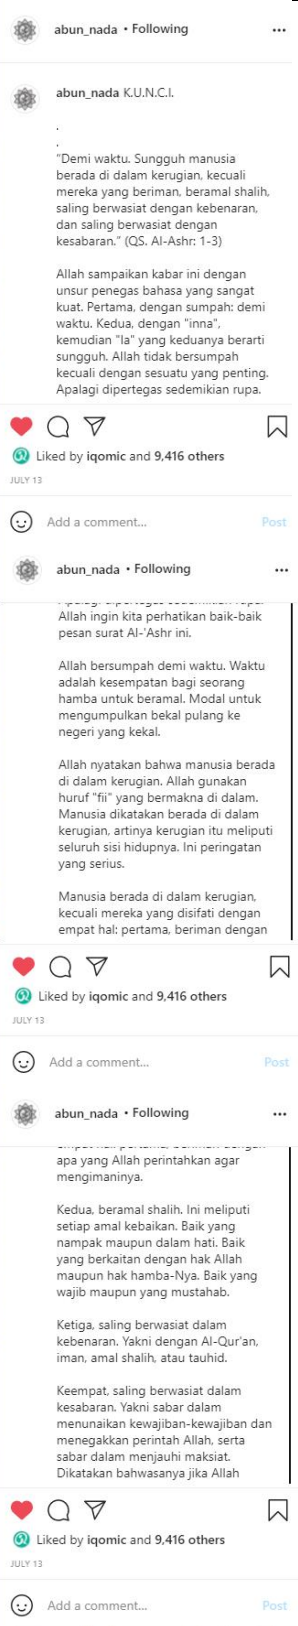 abun_nada • Following
abun_nada K.U.N.C.I.
.
.
"Demi waktu. Sungguh manusia
berada di dalam kerugian, kecuali
mereka yang beriman, beramal shalih,
saling berwasiat dengan kebenaran,
dan saling berwasiat dengan
kesabaran." (QS. Al-Ashr: 1-3)
Allah sampaikan kabar ini dengan
unsur penegas bahasa yang sangat
kuat. Pertama, dengan sumpah: demi
waktu. Kedua, dengan "inna",
kemudian "la" yang keduanya berarti
sungguh. Allah tidak bersumpah
kecuali dengan sesuatu yang penting.
Apalagi dipertegas sedemikian rupa.
Liked by iqomic and 9,416 others
JULY 13
Add a comment... Post
abun_nada • Following
Apalagi dipertegas sedemikian rupa.
Allah ingin kita perhatikan baik-baik
pesan surat Al-'Ashr ini.
Allah bersumpah demi waktu. Waktu
adalah kesempatan bagi seorang
hamba untuk beramal. Modal untuk
mengumpulkan bekal pulang ke
negeri yang kekal.
Allah nyatakan bahwa manusia berada
di dalam kerugian. Allah gunakan
huruf "fii" yang bermakna di dalam.
Manusia dikatakan berada di dalam
kerugian, artinya kerugian itu meliputi
seluruh sisi hidupnya. Ini peringatan
yang serius.
Manusia berada di dalam kerugian,
kecuali mereka yang disifati dengan
empat hal: pertama, beriman dengan
Liked by iqomic and 9,416 others
JULY 13
Add a comment... Post
abun_nada • Following
empat hal: pertama, beriman dengan
apa yang Allah perintahkan agar
mengimaninya.
Kedua, beramal shalih. Ini meliputi
setiap amal kebaikan. Baik yang
nampak maupun dalam hati. Baik
yang berkaitan dengan hak Allah
maupun hak hamba-Nya. Baik yang
wajib maupun yang mustahab.
Ketiga, saling berwasiat dalam
kebenaran. Yakni dengan Al-Qur'an,
iman, amal shalih, atau tauhid.
Keempat, saling berwasiat dalam
kesabaran. Yakni sabar dalam
menunaikan kewajiban-kewajiban dan
menegakkan perintah Allah, serta
sabar dalam menjauhi maksiat.
Dikatakan bahwasanya jika Allah
Liked by iqomic and 9,416 others
JULY 13
Add a comment... Post